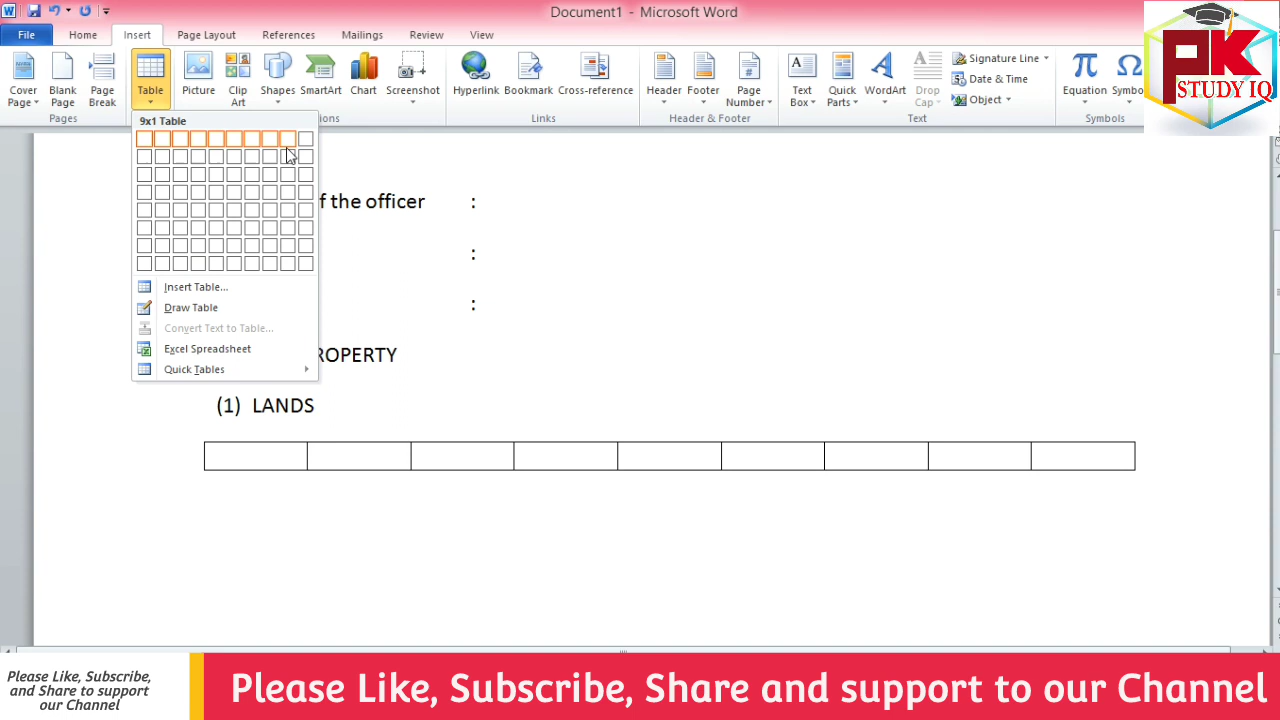 Document1 - Microsoft Word
File Home Insert Page Layout References Mailings Review View
Cover Page
Blank Page
Page Break
Table
Picture
Clip Art
Shapes
SmartArt
Chart
Screenshot
Hyperlink
Bookmark
Cross-reference
Header
Footer
Page Number
Text Box
Quick Parts
WordArt
Drop Cap
Signature Line
Date & Time
Object
Equation
Symbo
Pages
ions
Links
Header & Footer
Text
Symbols
PK
STUDY IQ
9x1 Table
Insert Table...
Draw Table
Convert Text to Table...
Excel Spreadsheet
Quick Tables
f the officer :
:
:
ROPERTY
(1) LANDS
Please Like, Subscribe,
and Share to support
our Channel
Please Like, Subscribe, Share and support to our Channel